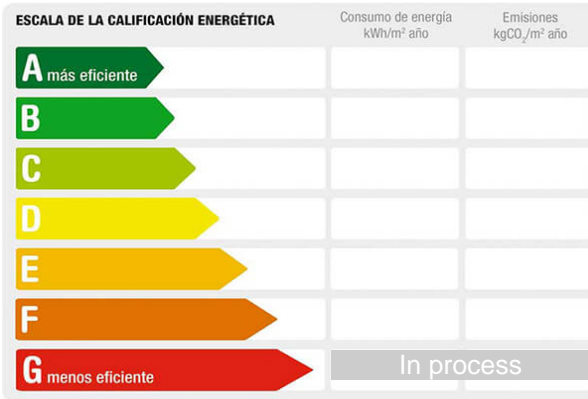 ESCALA DE LA CALIFICACIÓN ENERGÉTICA
Consumo de energía
kWh/m² año
Emisiones
kgCO₂/m² año
A más eficiente
B
C
D
E
F
G menos eficiente
In process